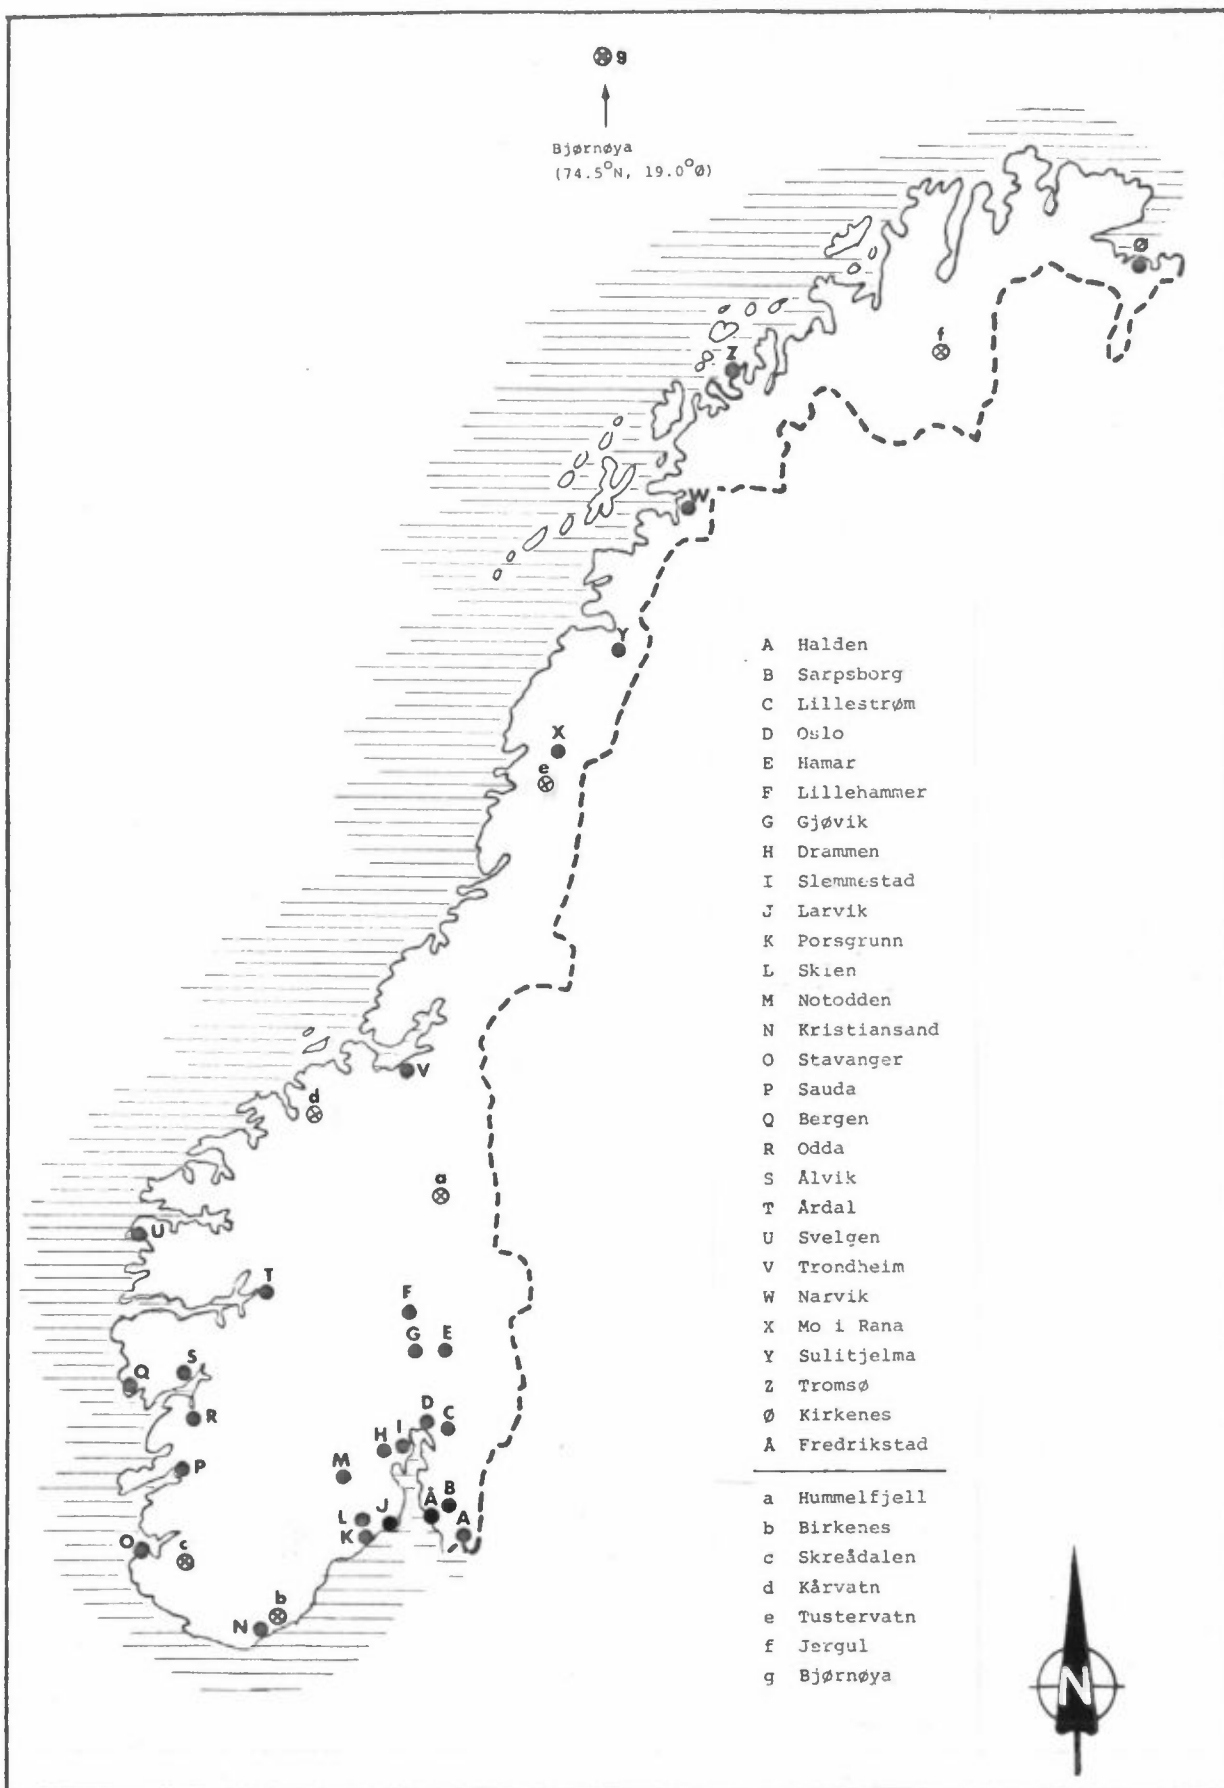 g
Bjørnøya
(74.5°N, 19.0°Ø)
Ø
f
Z
W
Y
X
e
V
d
a
U
T
F
G E
S
Q
R
D
C
I
H
M
P
B
Å
J
A
L
K
O
c
b
N
A Halden
B Sarpsborg
C Lillestrøm
D Oslo
E Hamar
F Lillehammer
G Gjøvik
H Drammen
I Slemmestad
J Larvik
K Porsgrunn
L Skien
M Notodden
N Kristiansand
O Stavanger
P Sauda
Q Bergen
R Odda
S Ålvik
T Årdal
U Svelgen
V Trondheim
W Narvik
X Mo i Rana
Y Sulitjelma
Z Tromsø
Ø Kirkenes
Å Fredrikstad
a Hummelfjell
b Birkenes
c Skreådalen
d Kårvatn
e Tustervatn
f Jergul
g Bjørnøya
N